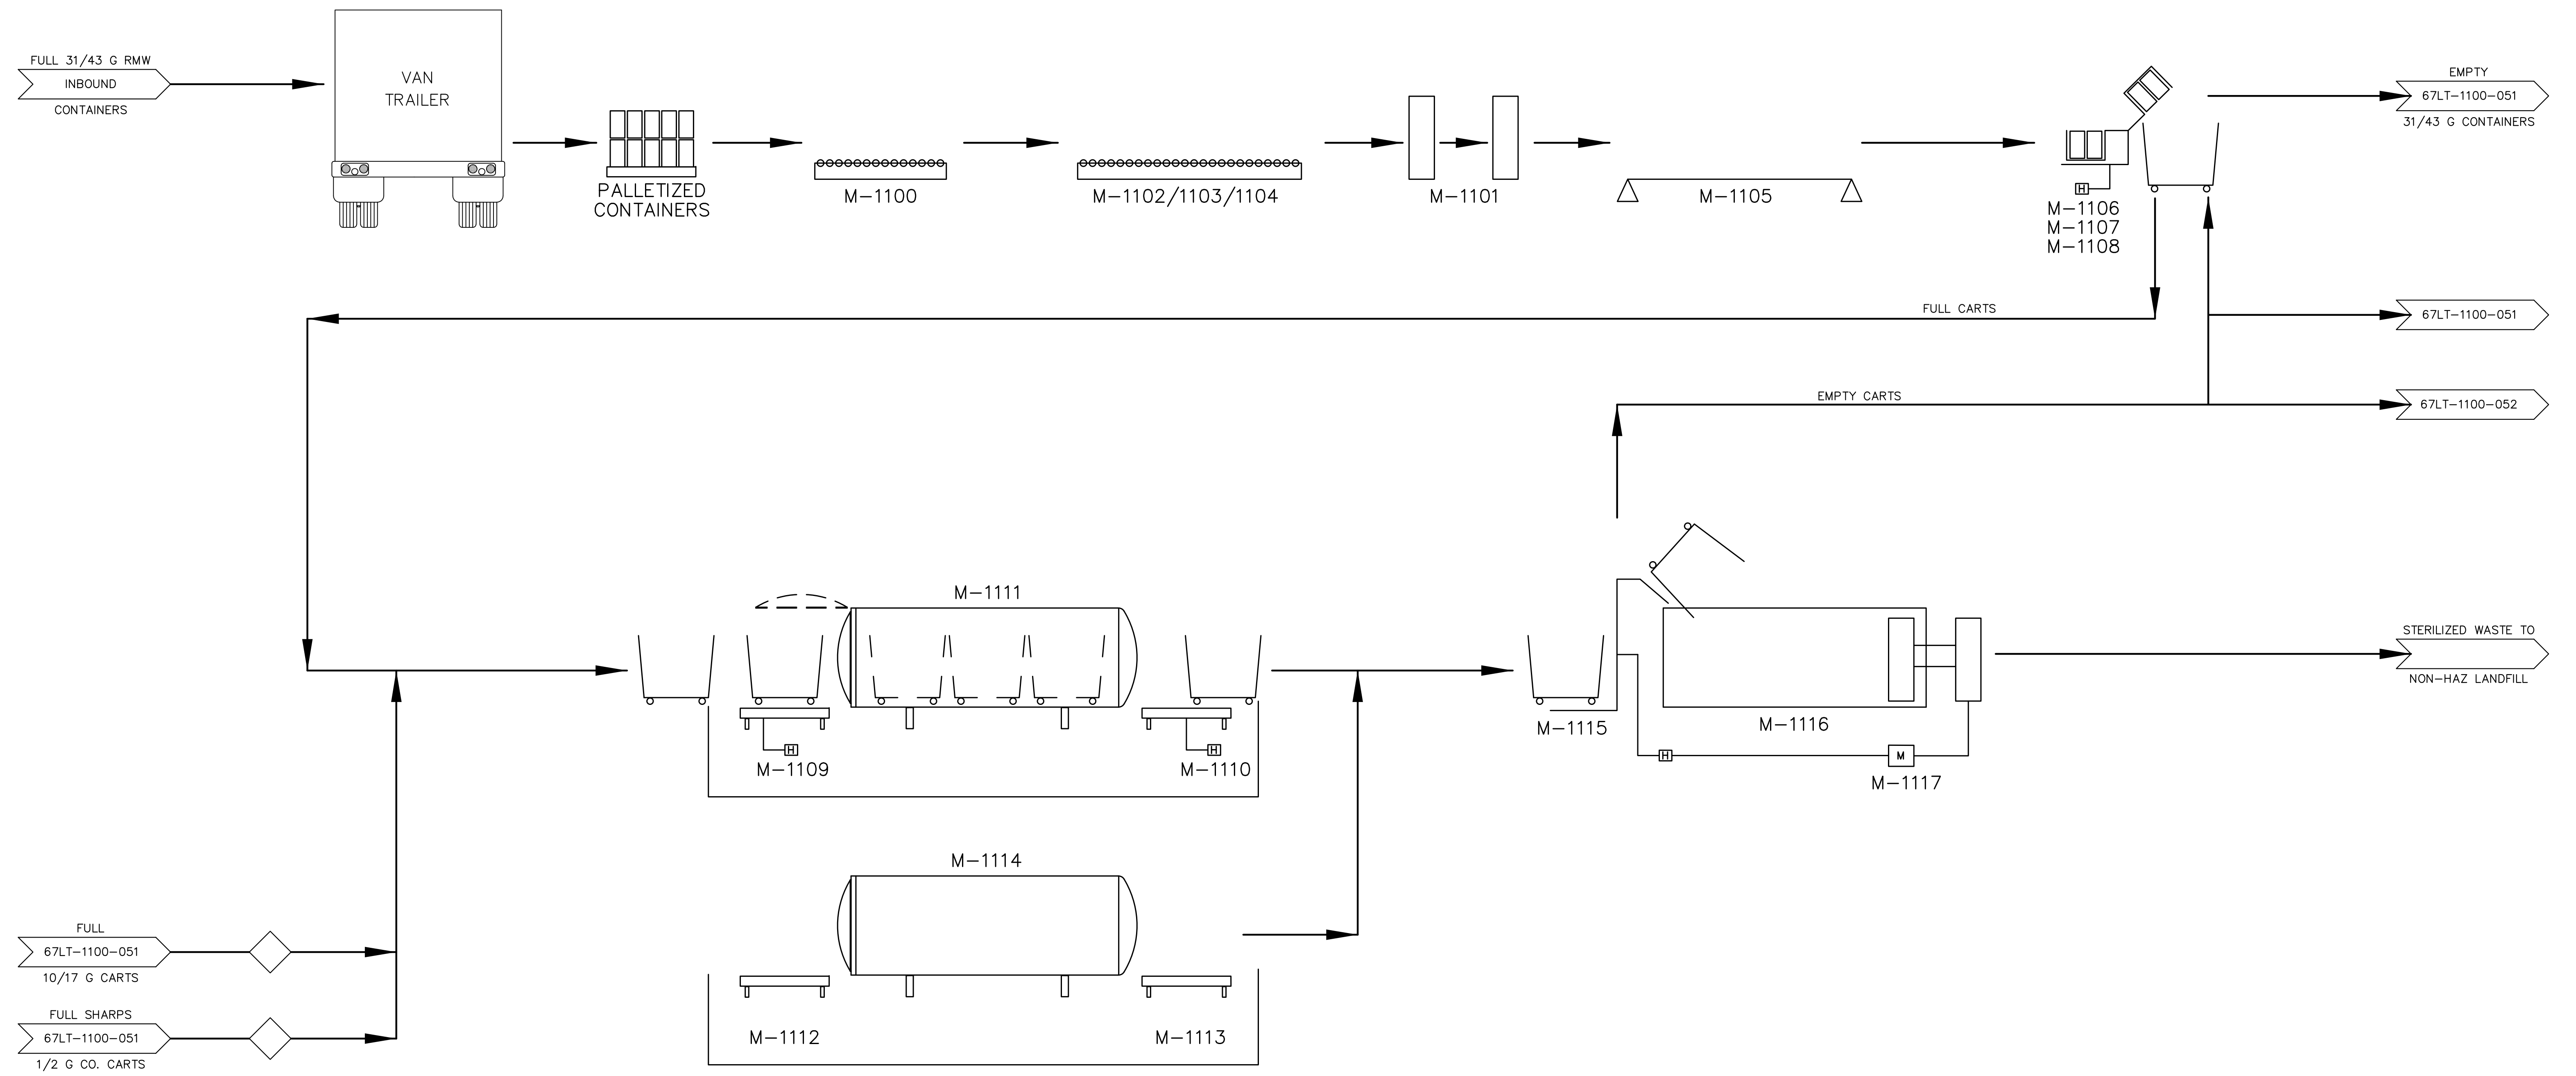 FULL 31/43 G RMW
INBOUND
CONTAINERS
VAN
TRAILER
PALLETIZED
CONTAINERS
M-1100
M-1102/1103/1104
M-1101
M-1105
H
M-1106
M-1107
M-1108
EMPTY
67LT-1100-051
31/43 G CONTAINERS
FULL CARTS
67LT-1100-051
EMPTY CARTS
67LT-1100-052
M-1111
H
M-1109
H
M-1110
M-1115
M-1116
H
M
M-1117
STERILIZED WASTE TO
NON-HAZ LANDFILL
M-1114
M-1112
M-1113
FULL
67LT-1100-051
10/17 G CARTS
FULL SHARPS
67LT-1100-051
1/2 G CO. CARTS